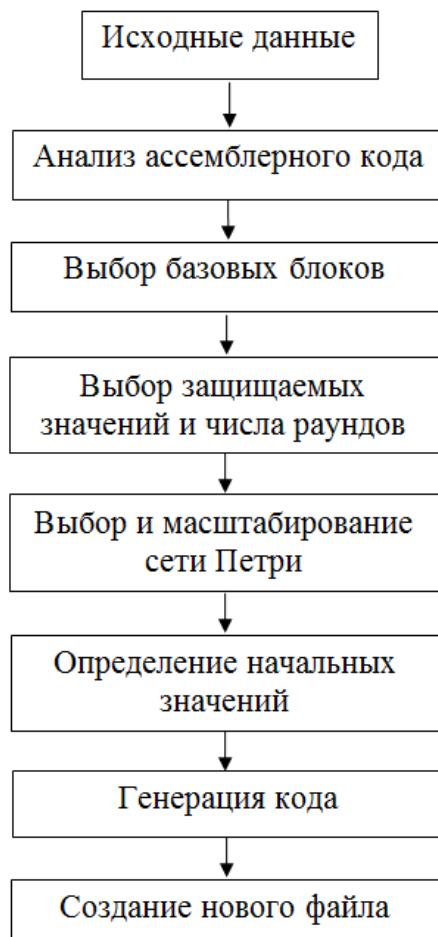 Исходные данные
Анализ ассемблерного кода
Выбор базовых блоков
Выбор защищаемых
значений и числа раундов
Выбор и масштабирование
сети Петри
Определение начальных
значений
Генерация кода
Создание нового файла